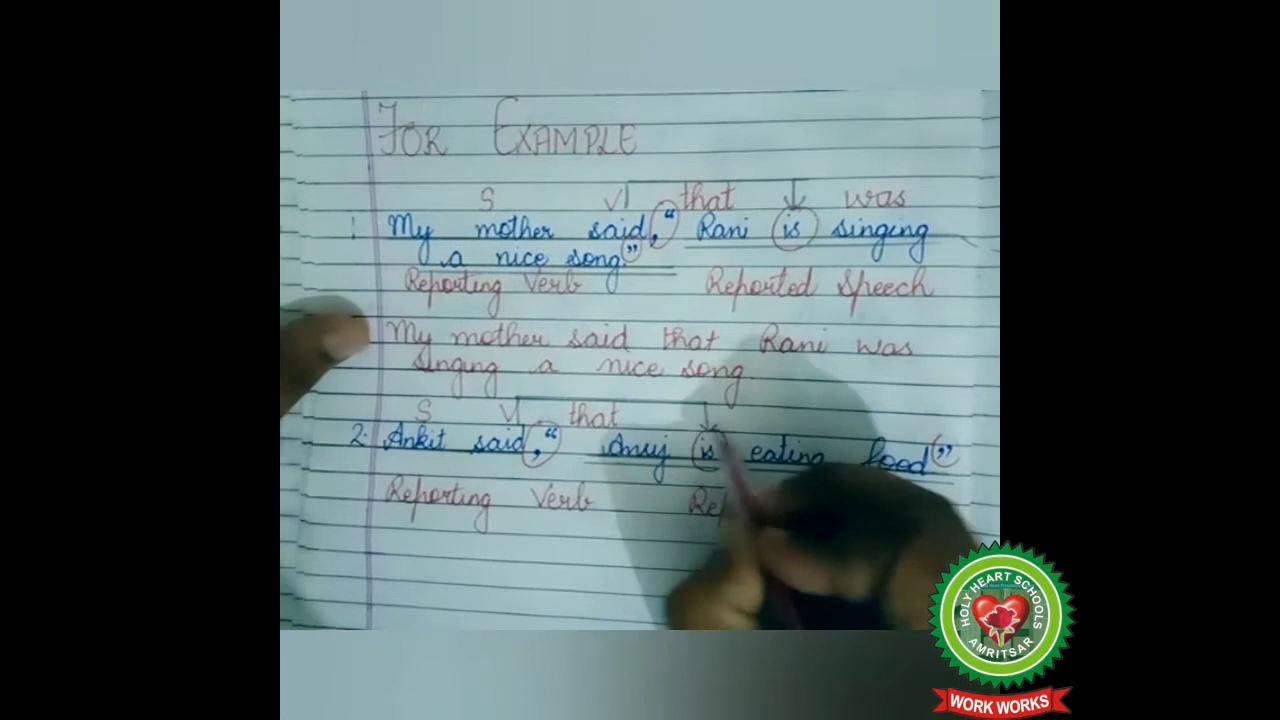 FOR EXAMPLE
S V that was
1. My mother said, “Rani is singing
a nice song”
Reporting Verb Reported Speech
My mother said that Rani was
singing a nice song.
S V that
2. Ankit said, “Anuj is eating food”
Reporting Verb Rep
HOLY HEART SCHOOLS
AMRITSAR
WORK WORKS